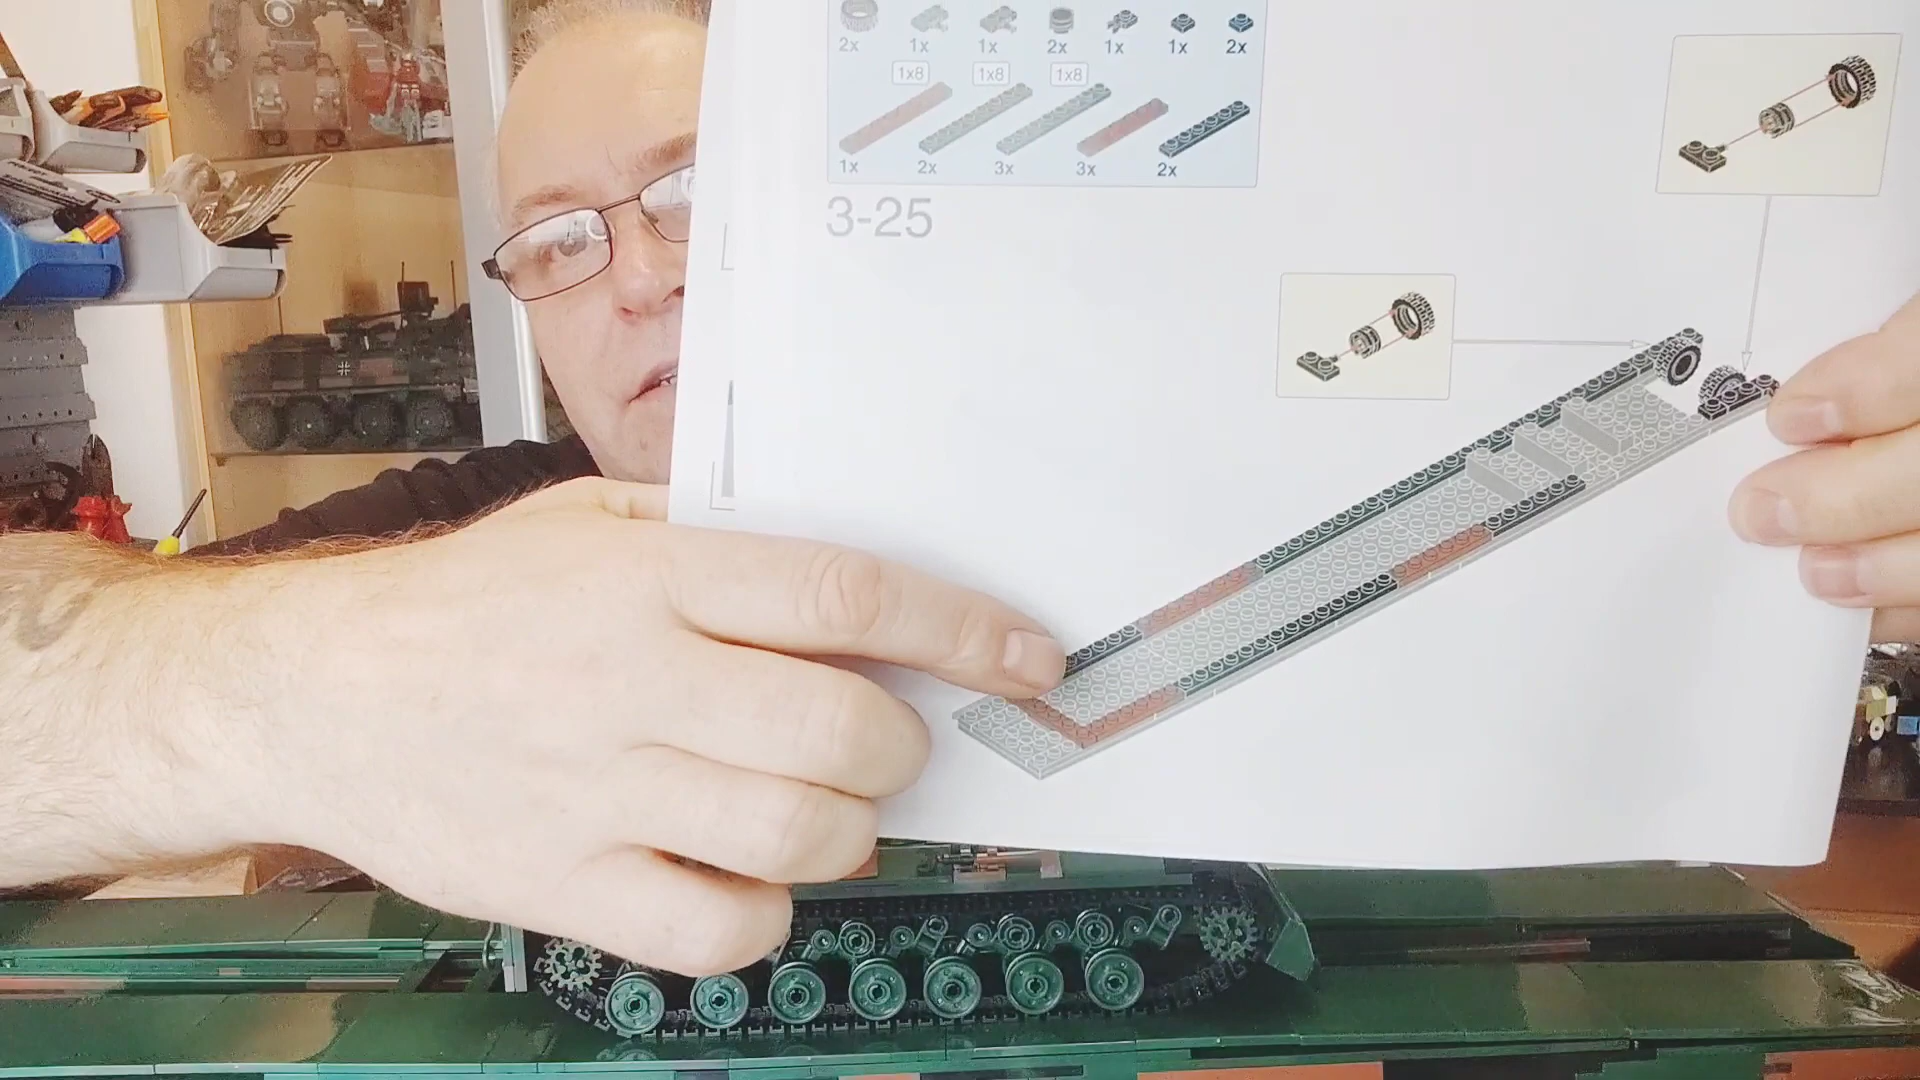 2x 1x 1x 2x 1x 1x 2x
1x8 1x8 1x8
1x 2x 3x 3x 2x
3-25